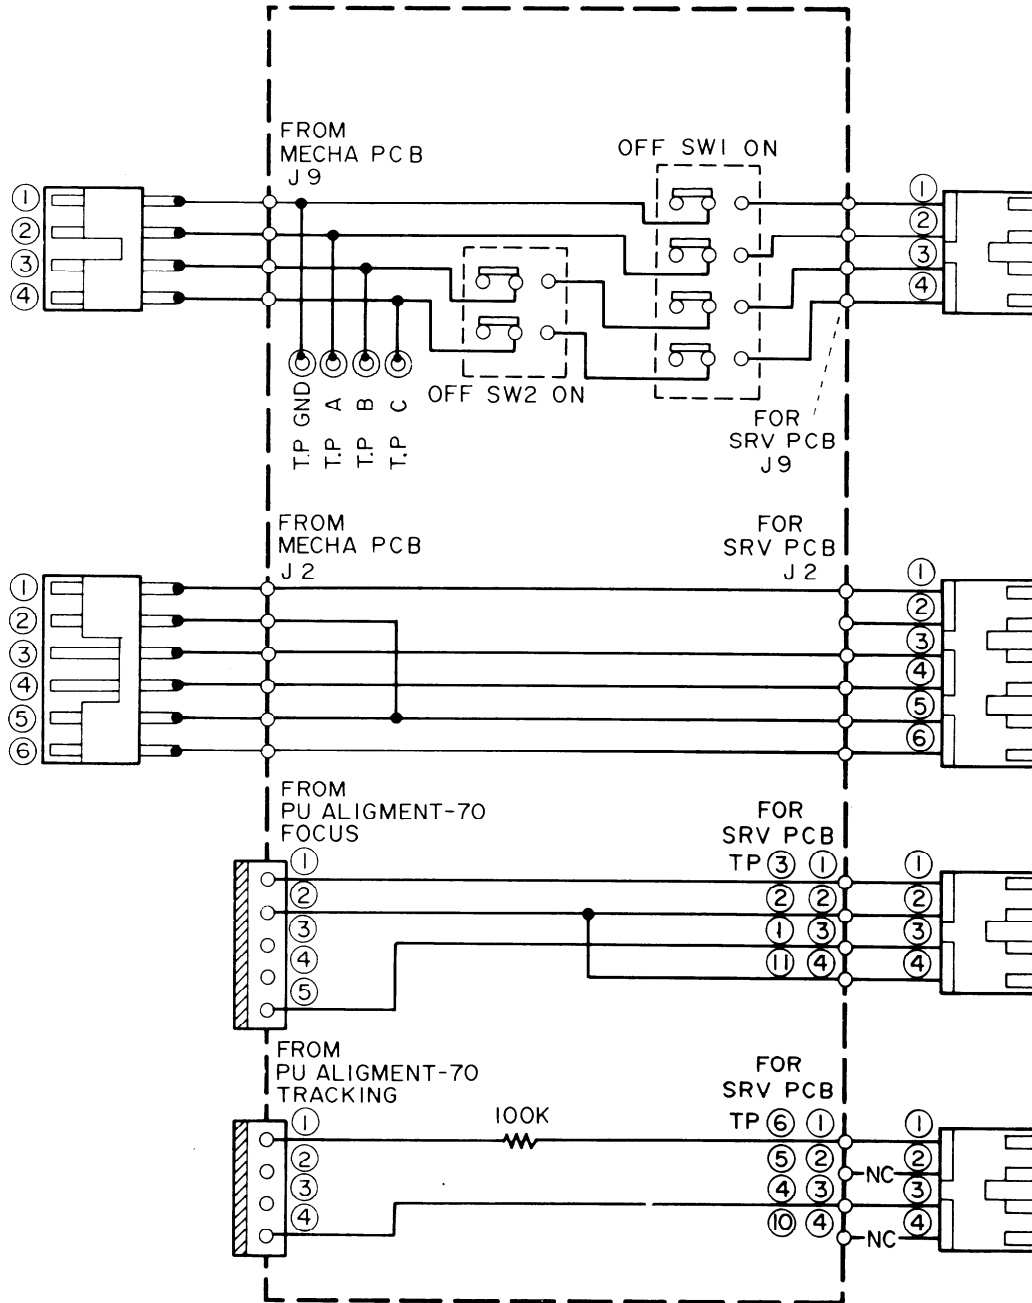 FROM
MECHA PCB
J9
OFF SW1 ON
①
②
③
④
①
②
③
④
OFF SW2 ON
T.P GND
T.P A
T.P B
T.P C
FOR
SRV PCB
J9
FROM
MECHA PCB
J2
FOR
SRV PCB
J2
①
②
③
④
⑤
⑥
①
②
③
④
⑤
⑥
FROM
PU ALIGMENT-70
FOCUS
①
②
③
④
⑤
FOR
SRV PCB
TP ③ ① ①
② ② ②
① ③ ③
⑪ ④ ④
FROM
PU ALIGMENT-70
TRACKING
①
②
③
④
100K
FOR
SRV PCB
TP ⑥ ① ①
⑤ ② ②
NC
④ ③ ③
⑩ ④ ④
NC